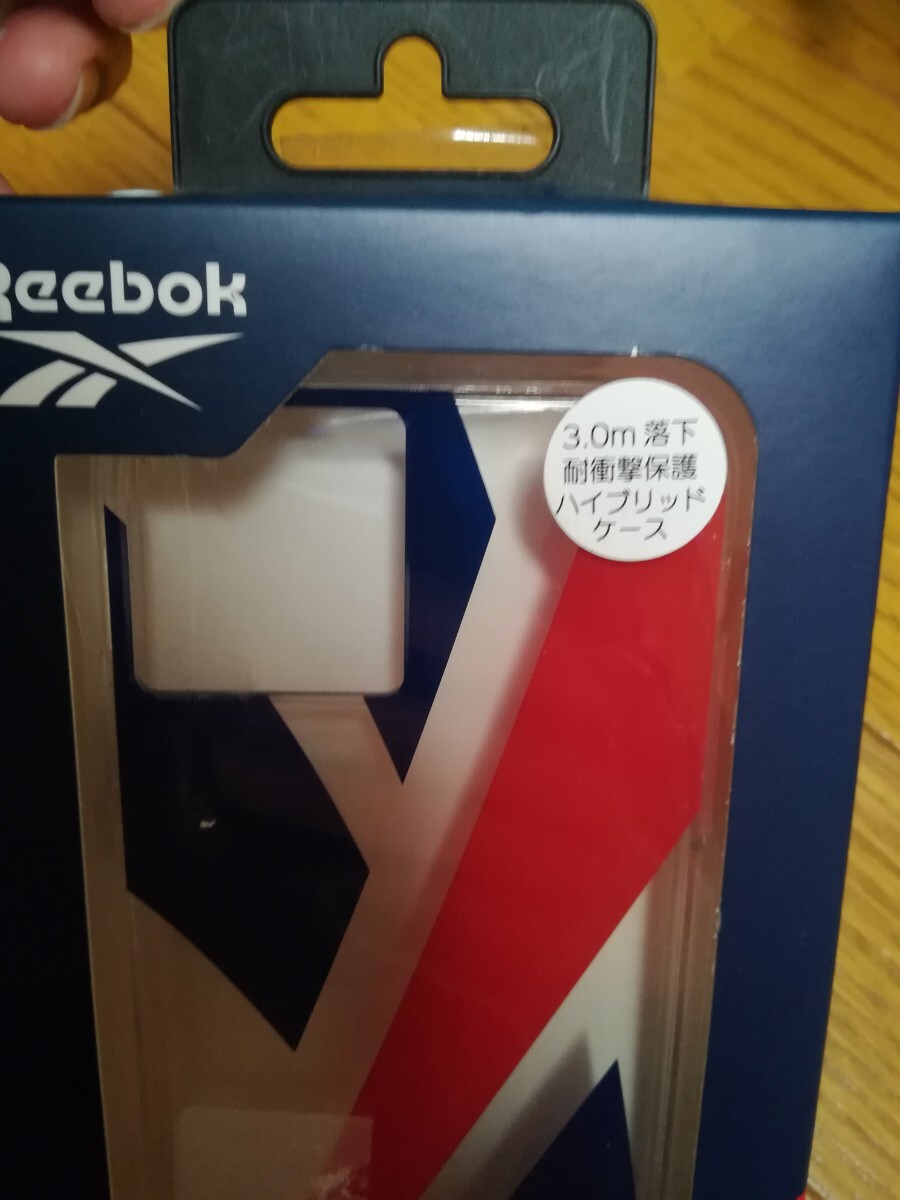 Reebok
3.0m 落下
耐衝撃保護
ハイブリッド
ケース